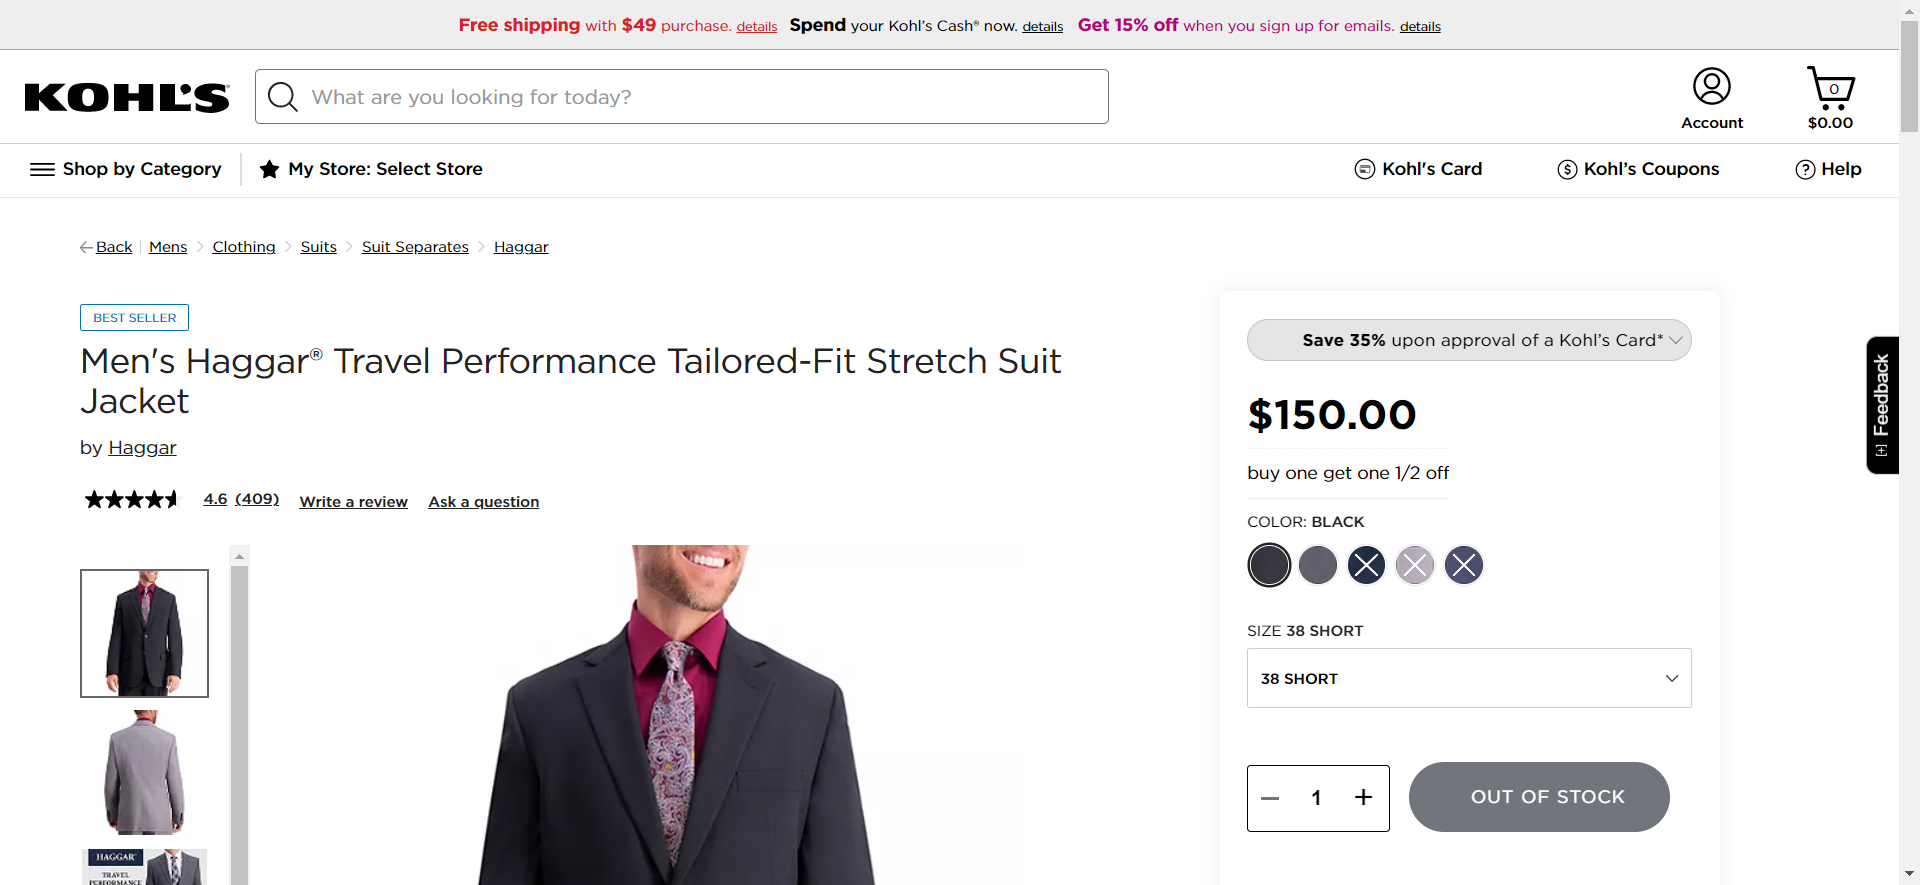 Free shipping with $49 purchase. details Spend your Kohl's Cash® now. details Get 15% off when you sign up for emails. details
KOHL'S
What are you looking for today?
Account
0
$0.00
Shop by Category
My Store: Select Store
Kohl's Card
Kohl's Coupons
Help
Back
Mens
Clothing
Suits
Suit Separates
Haggar
BEST SELLER
Men's Haggar® Travel Performance Tailored-Fit Stretch Suit
Jacket
by Haggar
4.6 (409) Write a review Ask a question
HAGGAR
TRAVEL
PERFORMANCE
Save 35% upon approval of a Kohl's Card*
$150.00
buy one get one 1/2 off
COLOR: BLACK
SIZE 38 SHORT
38 SHORT
1
OUT OF STOCK
Feedback